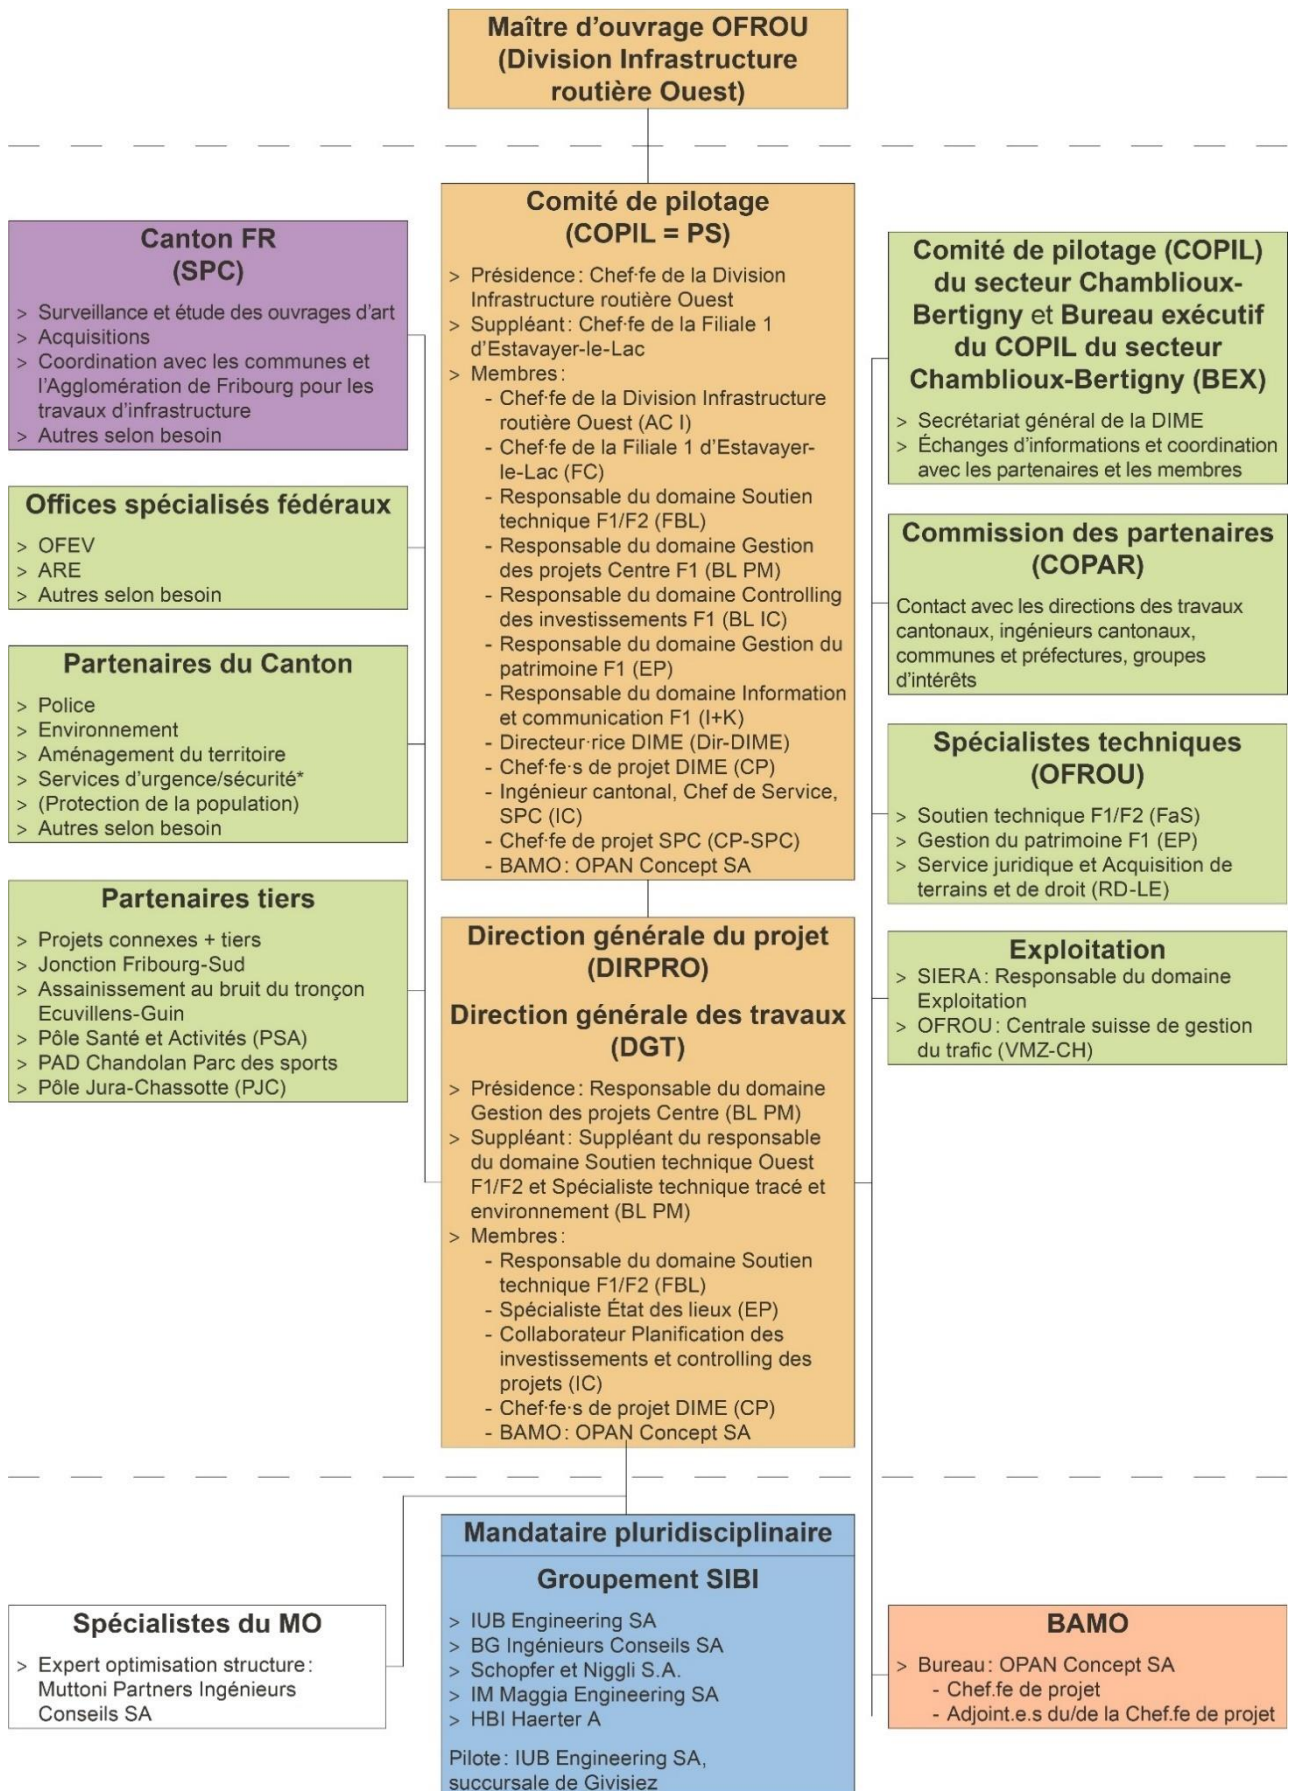 Maître d'ouvrage OFROU
(Division Infrastructure
routière Ouest)
Canton FR
(SPC)
> Surveillance et étude des ouvrages d'art
> Acquisitions
> Coordination avec les communes et
l'Agglomération de Fribourg pour les
travaux d'infrastructure
> Autres selon besoin
Offices spécialisés fédéraux
> OFEV
> ARE
> Autres selon besoin
Partenaires du Canton
> Police
> Environnement
> Aménagement du territoire
> Services d'urgence/sécurité*
> (Protection de la population)
> Autres selon besoin
Partenaires tiers
> Projets connexes + tiers
> Jonction Fribourg-Sud
> Assainissement au bruit du tronçon
Ecuvillens-Guin
> Pôle Santé et Activités (PSA)
> PAD Chandolan Parc des sports
> Pôle Jura-Chassotte (PJC)
Comité de pilotage
(COPIL = PS)
> Présidence : Chef·fe de la Division
Infrastructure routière Ouest
> Suppléant : Chef·fe de la Filiale 1
d'Estavayer-le-Lac
> Membres :
- Chef·fe de la Division Infrastructure
routière Ouest (AC I)
- Chef·fe de la Filiale 1 d'Estavayer-
le-Lac (FC)
- Responsable du domaine Soutien
technique F1/F2 (FBL)
- Responsable du domaine Gestion
des projets Centre F1 (BL PM)
- Responsable du domaine Controlling
des investissements F1 (BL IC)
- Responsable du domaine Gestion du
patrimoine F1 (EP)
- Responsable du domaine Information
et communication F1 (I+K)
- Directeur·rice DIME (Dir-DIME)
- Chef·fe·s de projet DIME (CP)
- Ingénieur cantonal, Chef de Service,
SPC (IC)
- Chef·fe de projet SPC (CP-SPC)
- BAMO : OPAN Concept SA
Direction générale du projet
(DIRPRO)
Direction générale des travaux
(DGT)
> Présidence : Responsable du domaine
Gestion des projets Centre (BL PM)
> Suppléant : Suppléant du responsable
du domaine Soutien technique Ouest
F1/F2 et Spécialiste technique tracé et
environnement (BL PM)
> Membres :
- Responsable du domaine Soutien
technique F1/F2 (FBL)
- Spécialiste État des lieux (EP)
- Collaborateur Planification des
investissements et controlling des
projets (IC)
- Chef·fe·s de projet DIME (CP)
- BAMO : OPAN Concept SA
Comité de pilotage (COPIL)
du secteur Chamblioux-
Bertigny et Bureau exécutif
du COPIL du secteur
Chamblioux-Bertigny (BEX)
> Secrétariat général de la DIME
> Échanges d'informations et coordination
avec les partenaires et les membres
Commission des partenaires
(COPAR)
Contact avec les directions des travaux
cantonaux, ingénieurs cantonaux,
communes et préfectures, groupes
d'intérêts
Spécialistes techniques
(OFROU)
> Soutien technique F1/F2 (FaS)
> Gestion du patrimoine F1 (EP)
> Service juridique et Acquisition de
terrains et de droit (RD-LE)
Exploitation
> SIERA : Responsable du domaine
Exploitation
> OFROU : Centrale suisse de gestion
du trafic (VMZ-CH)
Spécialistes du MO
> Expert optimisation structure :
Muttoni Partners Ingénieurs
Conseils SA
Mandataire pluridisciplinaire
Groupement SIBI
> IUB Engineering SA
> BG Ingénieurs Conseils SA
> Schopfer et Niggli S.A.
> IM Maggia Engineering SA
> HBI Haerter A
Pilote : IUB Engineering SA,
succursale de Givisiez
BAMO
> Bureau : OPAN Concept SA
- Chef.fe de projet
- Adjoint.e.s du/de la Chef.fe de projet